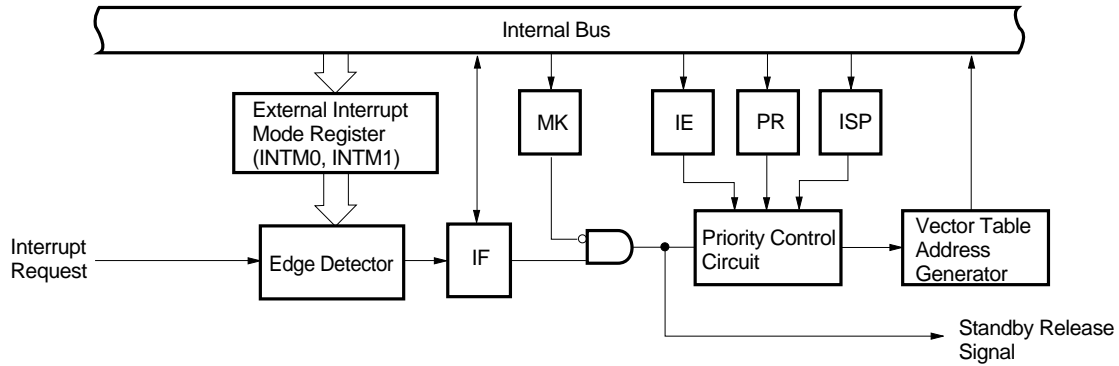 Internal Bus
External Interrupt
Mode Register
(INTM0, INTM1)
MK
IE
PR
ISP
Interrupt
Request
Edge Detector
IF
Priority Control
Circuit
Vector Table
Address
Generator
Standby Release
Signal